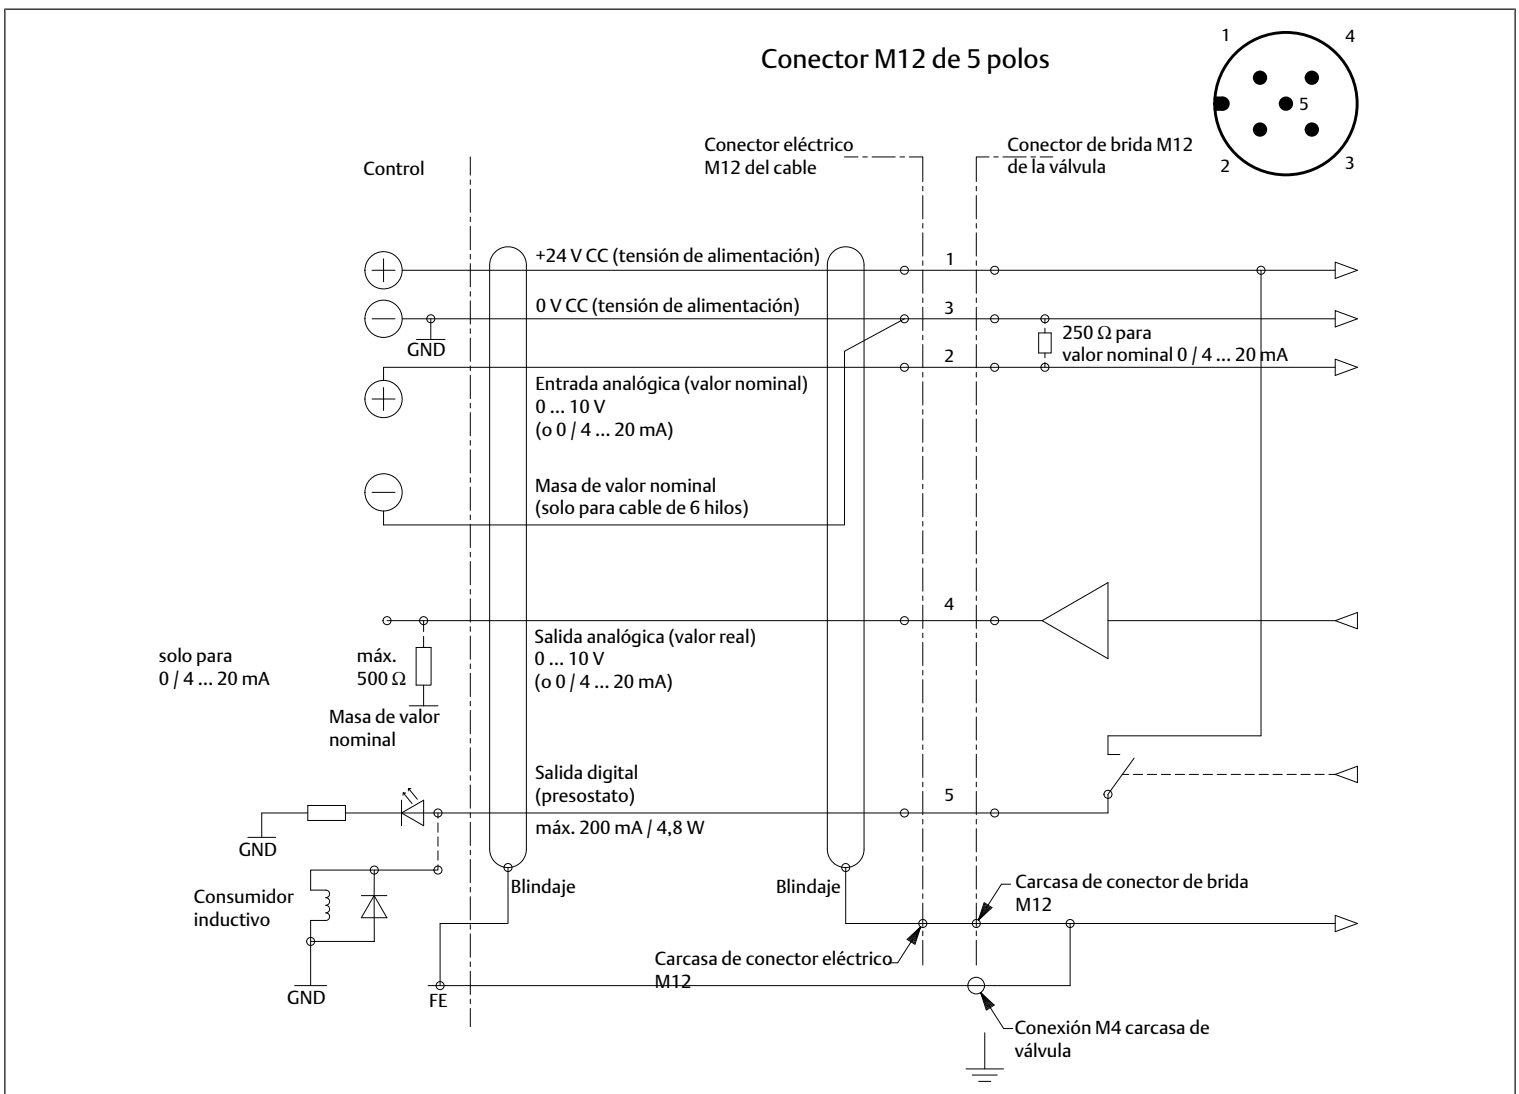 Conector M12 de 5 polos
1
4
5
2
3
Control
Conector eléctrico
M12 del cable
Conector de brida M12
de la válvula
+24 V CC (tensión de alimentación)
1
0 V CC (tensión de alimentación)
3
GND
250 Ω para
valor nominal 0 / 4 ... 20 mA
2
Entrada analógica (valor nominal)
0 ... 10 V
(o 0 / 4 ... 20 mA)
Masa de valor nominal
(solo para cable de 6 hilos)
4
Salida analógica (valor real)
0 ... 10 V
(o 0 / 4 ... 20 mA)
solo para
0 / 4 ... 20 mA
máx.
500 Ω
Masa de valor
nominal
Salida digital
(presostato)
5
máx. 200 mA / 4,8 W
GND
Consumidor
inductivo
GND
Blindaje
Blindaje
Carcasa de conector de brida
M12
Carcasa de conector eléctrico
M12
FE
Conexión M4 carcasa de
válvula